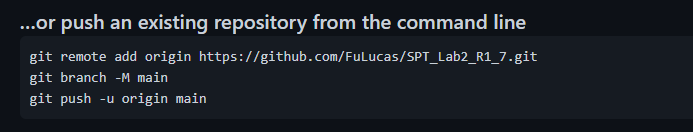 …or push an existing repository from the command line
git remote add origin https://github.com/FuLucas/SPT_Lab2_R1_7.git
git branch -M main
git push -u origin main